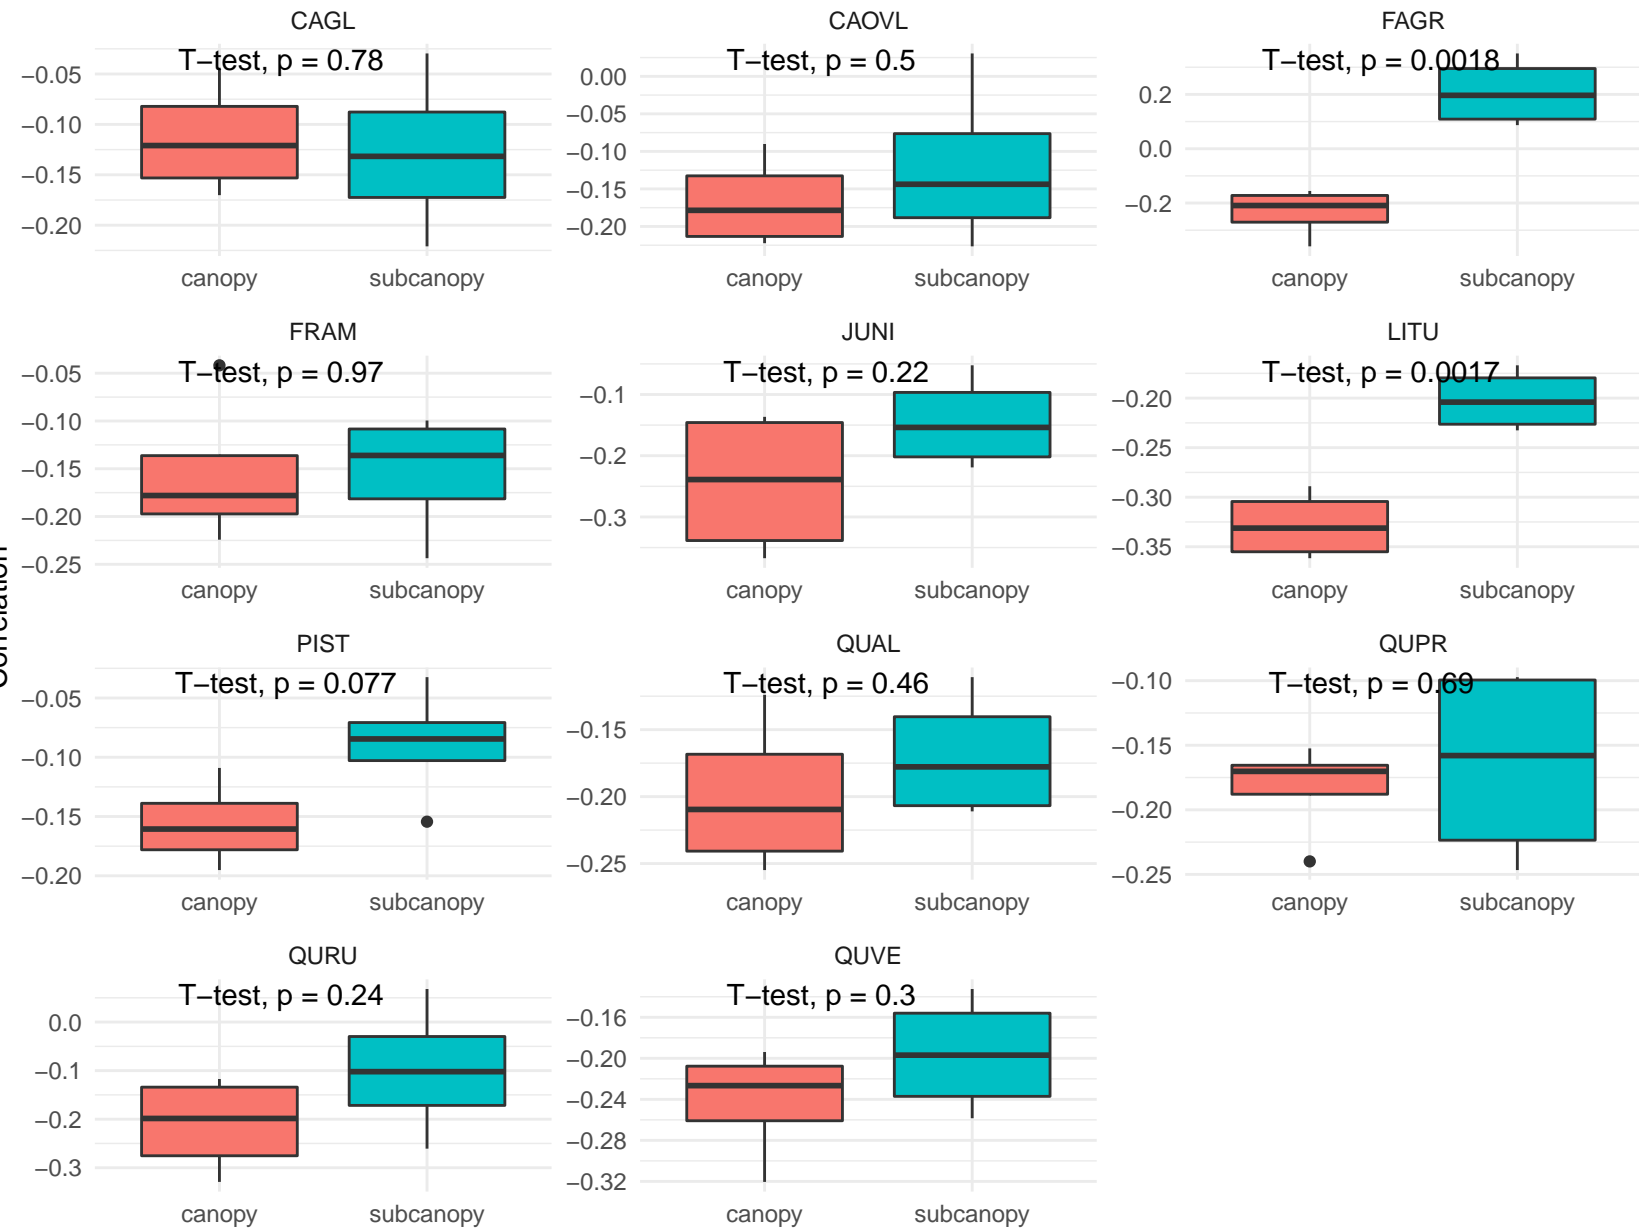 CAGL
T−test, p = 0.78
−0.05
−0.10
−0.15
−0.20
canopy subcanopy
CAOVL
T−test, p = 0.5
0.00
−0.05
−0.10
−0.15
−0.20
canopy subcanopy
FAGR
T−test, p = 0.0018
0.2
0.0
−0.2
canopy subcanopy
FRAM
T−test, p = 0.97
−0.05
−0.10
−0.15
−0.20
−0.25
canopy subcanopy
JUNI
T−test, p = 0.22
−0.1
−0.2
−0.3
canopy subcanopy
LITU
T−test, p = 0.0017
−0.20
−0.25
−0.30
−0.35
canopy subcanopy
Correlation
PIST
T−test, p = 0.077
−0.05
−0.10
−0.15
−0.20
canopy subcanopy
QUAL
T−test, p = 0.46
−0.15
−0.20
−0.25
canopy subcanopy
QUPR
T−test, p = 0.69
−0.10
−0.15
−0.20
−0.25
canopy subcanopy
QURU
T−test, p = 0.24
0.0
−0.1
−0.2
−0.3
canopy subcanopy
QUVE
T−test, p = 0.3
−0.16
−0.20
−0.24
−0.28
−0.32
canopy subcanopy